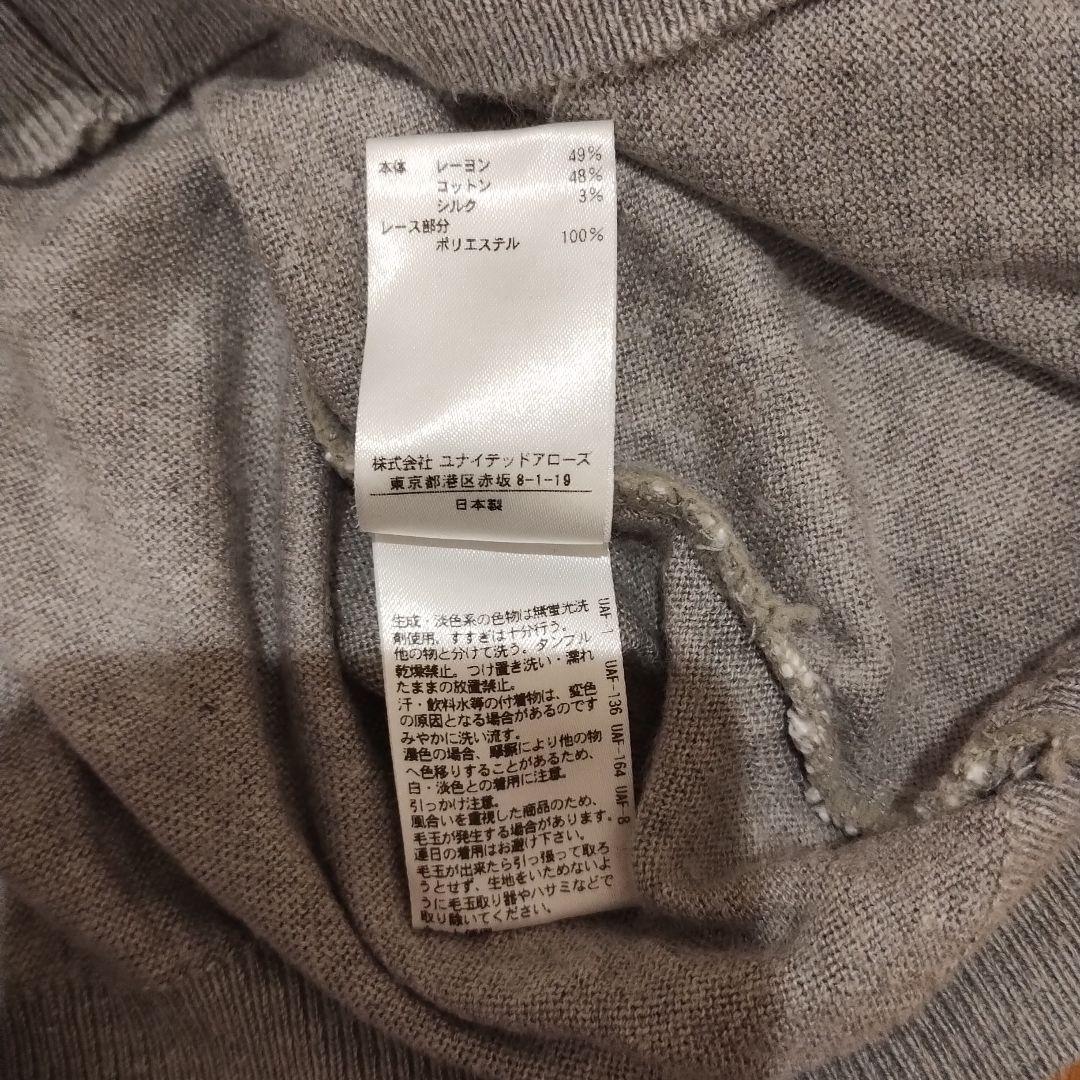 本体 レーヨン 49%
コットン 48%
シルク 3%
レース部分
ポリエステル 100%
株式会社 ユナイテッドアローズ
東京都港区赤坂8-1-19
日本製
生成・淡色系の色物は無蛍光洗
剤使用、すすぎは十分行う。
他の物と分けて洗う。タンブル
乾燥禁止。つけ置き洗い・濡れ
たままの放置禁止。
汗・飲料水等の付着物は、変色
の原因となる場合があるのです
みやかに洗い流す。
濃色の場合、摩擦により他の物
へ色移りすることがあるため、
白・淡色との着用に注意。
引っかけ注意。
風合いを重視した商品のため、
毛玉が発生する場合があります。
連日の着用はお避け下さい。
毛玉が出来たら引っ張って取ろ
うとせず、生地をいためないよ
うに毛玉取り器やハサミなどで
取り除いてください。
UAF- 1 UAF-136 UAF-164 UAF- 8